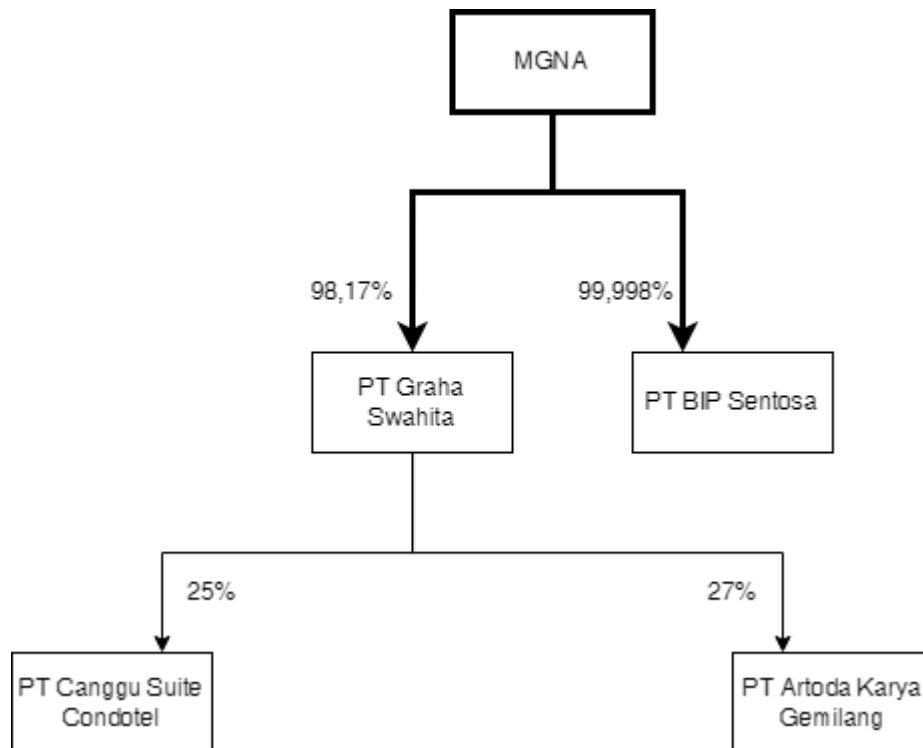 MGNA
98,17%
99,998%
PT Graha
Swahita
PT BIP Sentosa
25%
27%
PT Canggu Suite
Condotel
PT Artoda Karya
Gemilang